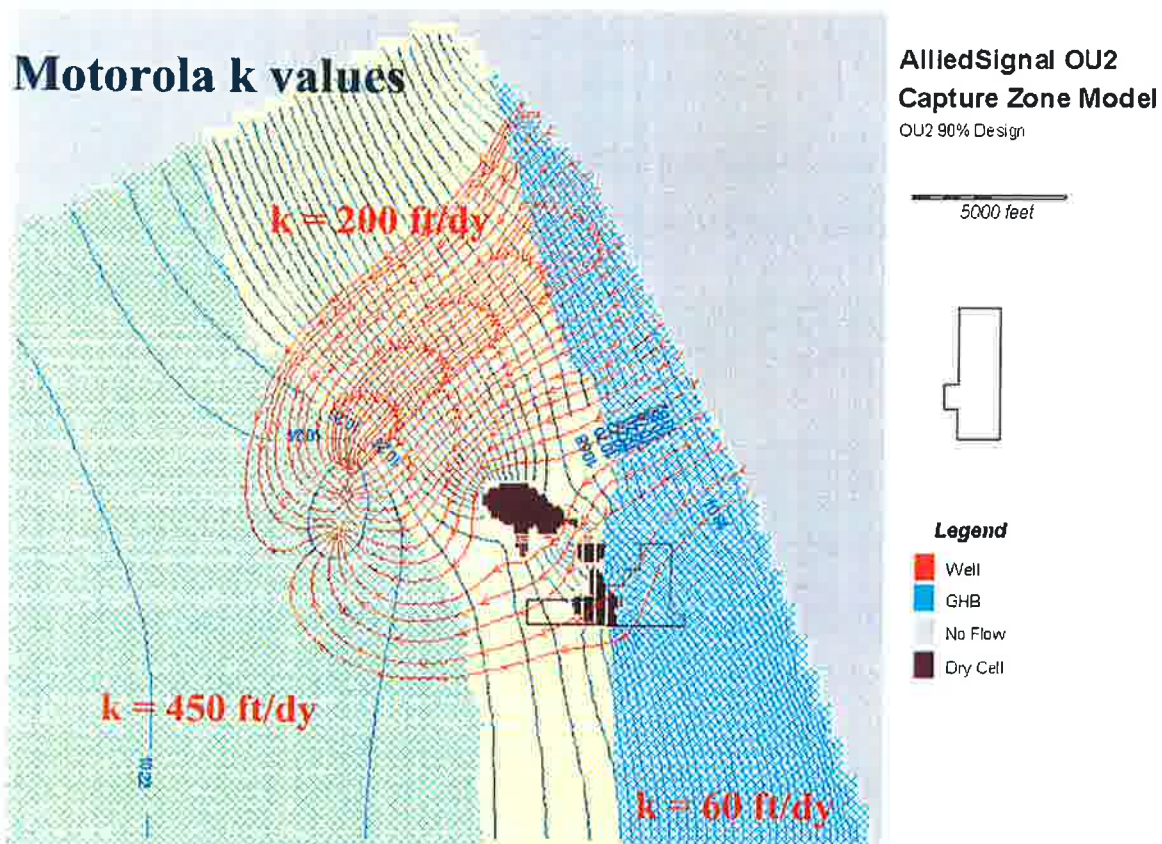 Motorola k values
AlliedSignal OU2
Capture Zone Model
OU2 90% Design
5000 feet
k = 200 ft/dy
k = 450 ft/dy
k = 60 ft/dy
Legend
Well
GHB
No Flow
Dry Cell